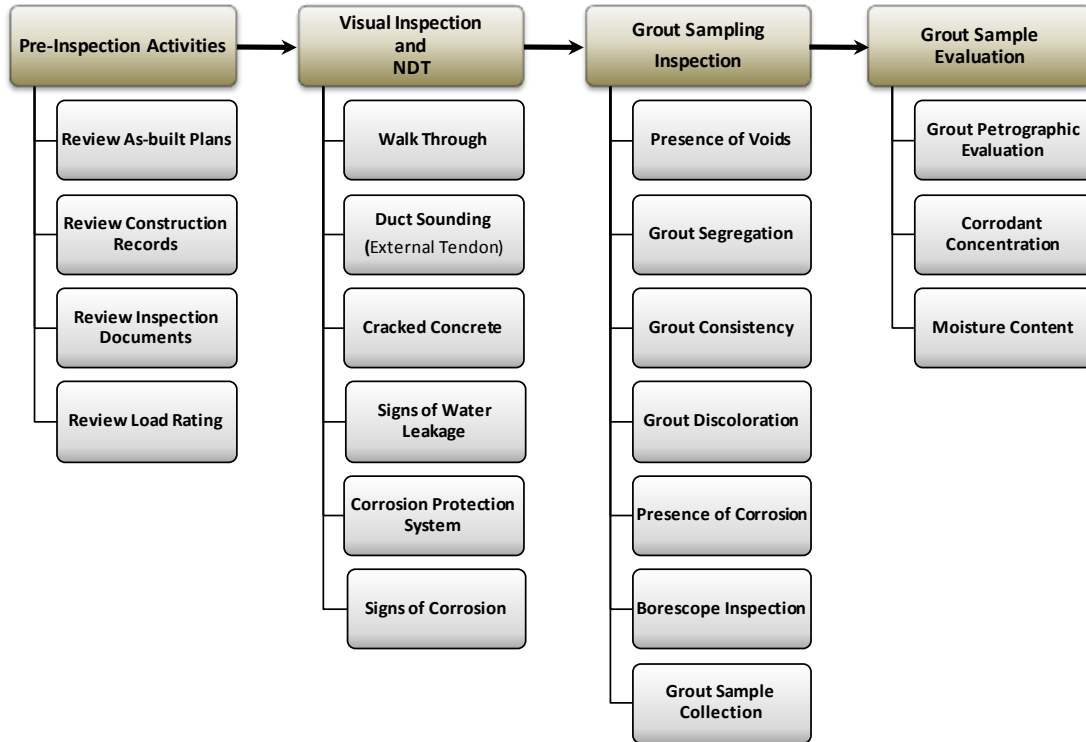 Pre-Inspection Activities
Review As-built Plans
Review Construction
Records
Review Inspection
Documents
Review Load Rating
Visual Inspection
and
NDT
Walk Through
Duct Sounding
(External Tendon)
Cracked Concrete
Signs of Water
Leakage
Corrosion Protection
System
Signs of Corrosion
Grout Sampling
Inspection
Presence of Voids
Grout Segregation
Grout Consistency
Grout Discoloration
Presence of Corrosion
Borescope Inspection
Grout Sample
Collection
Grout Sample
Evaluation
Grout Petrographic
Evaluation
Corrodant
Concentration
Moisture Content